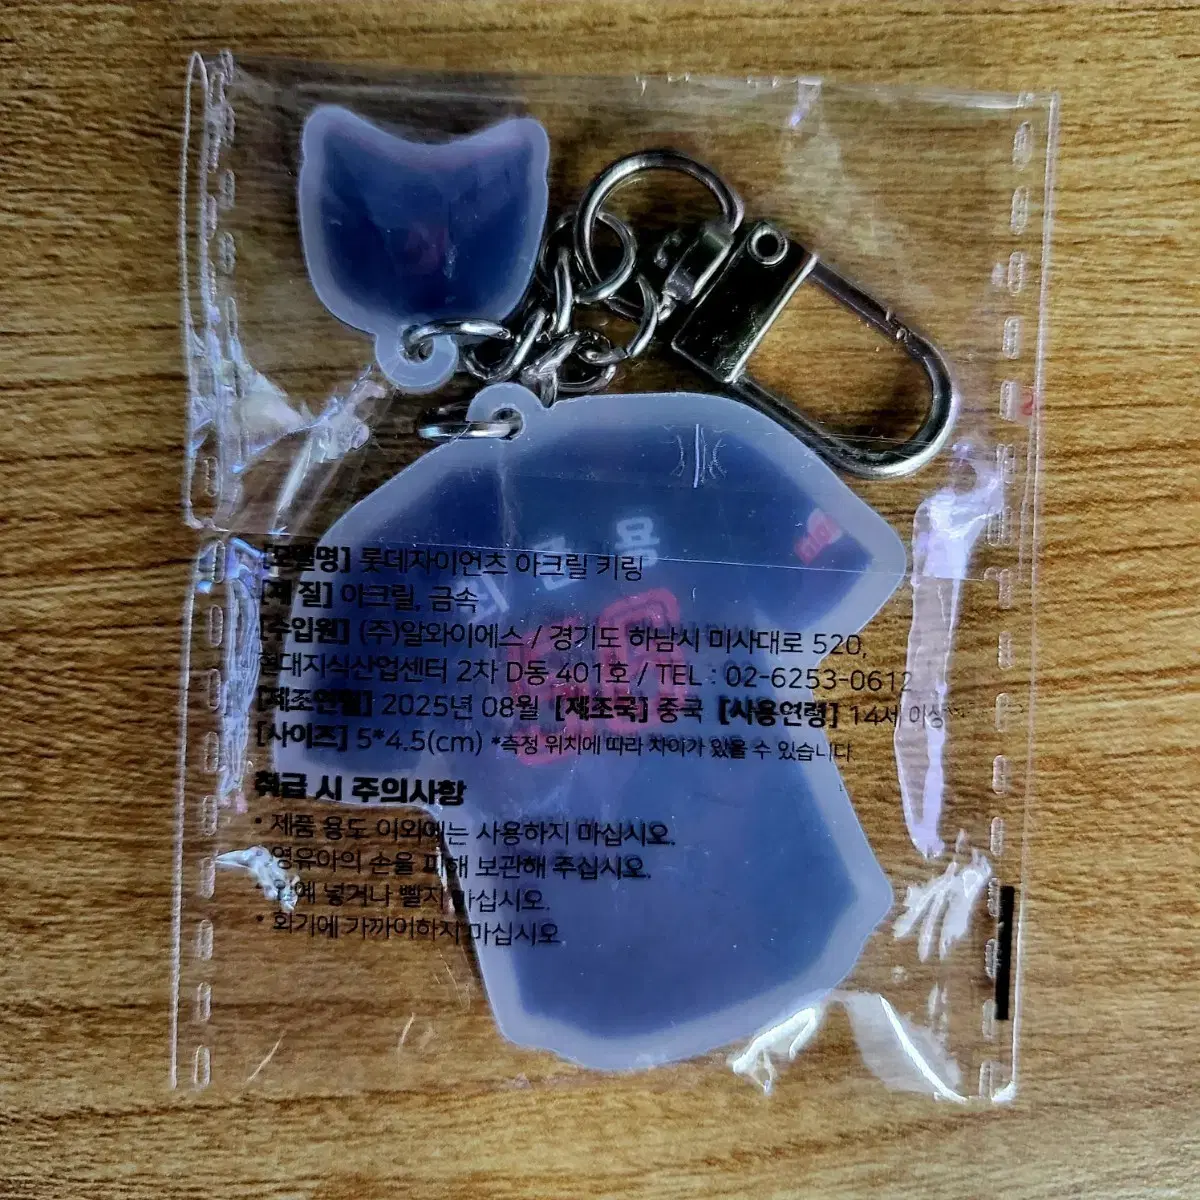 [모델명] 롯데자이언츠 아크릴 키링
[재 질] 아크릴, 금속
[수입원] (주)알와이에스 / 경기도 하남시 미사대로 520,
현대지식산업센터 2차 D동 401호 / TEL : 02-6253-0612
[제조연월] 2025년 08월 [제조국] 중국 [사용연령] 14세 이상
[사이즈] 5*4.5(cm) *측정 위치에 따라 차이가 있을 수 있습니다
취급 시 주의사항
* 제품 용도 이외에는 사용하지 마십시오.
* 영유아의 손을 피해 보관해 주십시오.
* 입에 넣거나 빨지 마십시오.
* 화기에 가까이하지 마십시오.